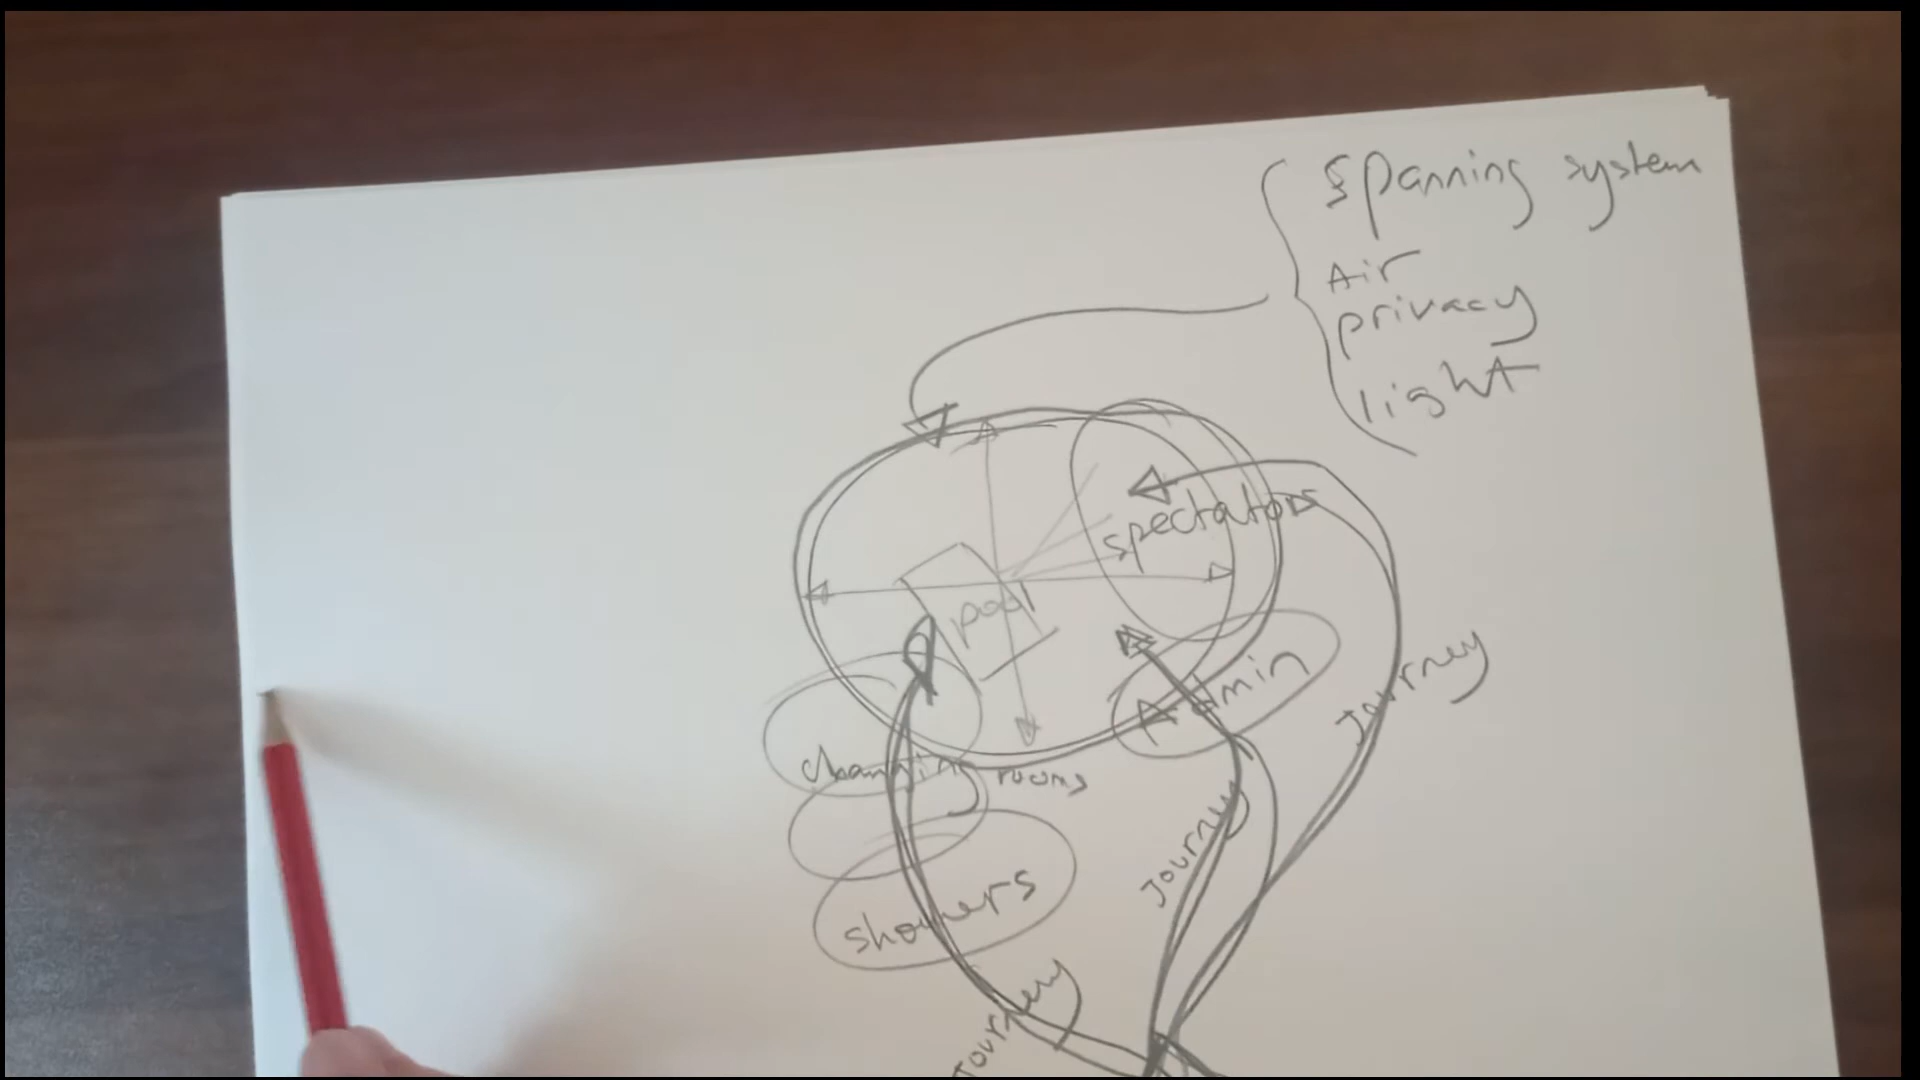 Spanning system
Air
privacy
light
spectators
pool
Admin
Journey
changing rooms
Journey
showers
Journey